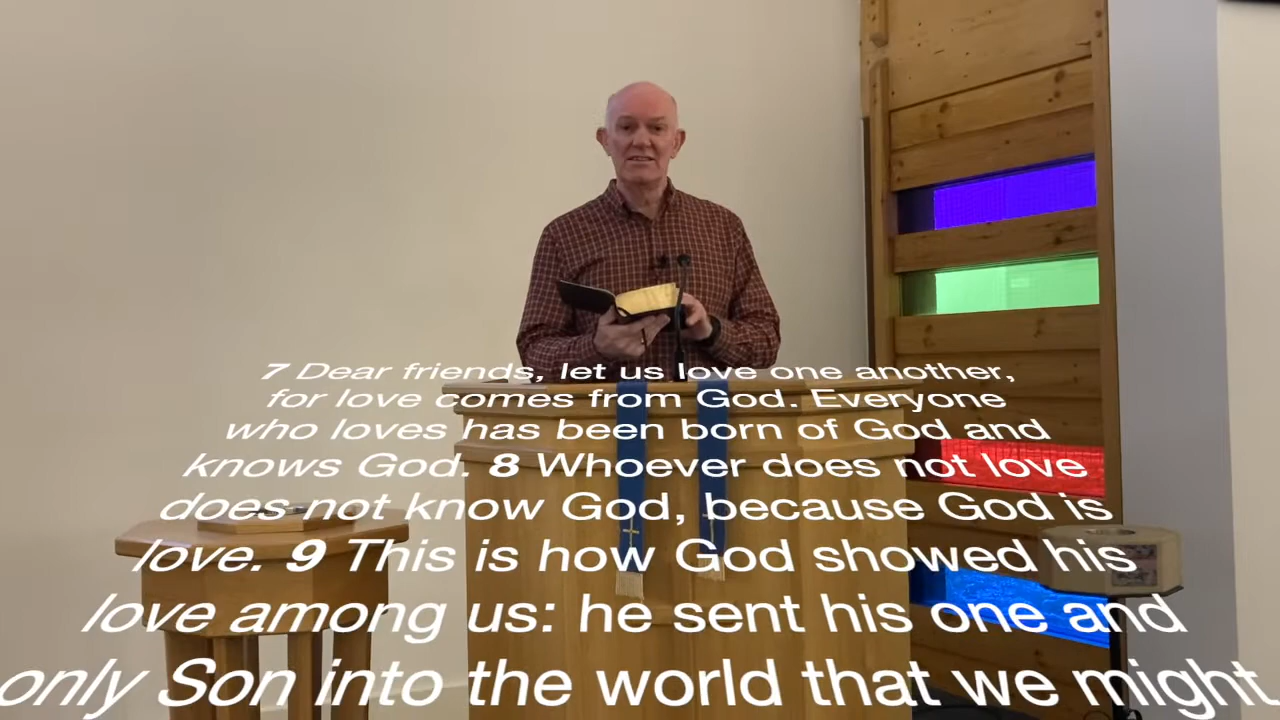 7 Dear friends, let us love one another,
for love comes from God. Everyone
who loves has been born of God and
knows God. 8 Whoever does not love
does not know God, because God is
love. 9 This is how God showed his
love among us: he sent his one and
only Son into the world that we might